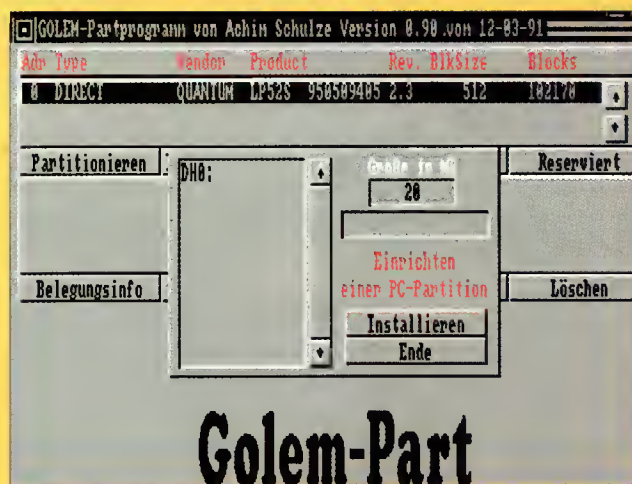 GOLEM-Partprogramm von Achim Schulze Version 0.90 .von 12-03-91
Adr Type Vendor Product Rev. BlkSize Blocks
0 DIRECT QUANTUM LP52S 950509405 2.3 512 102170
Partitionieren
DH0:
Größe in M
Reserviert
20
Einrichten
einer PC-Partition
Belegungsinfo
Löschen
Installieren
Ende
Golem-Part